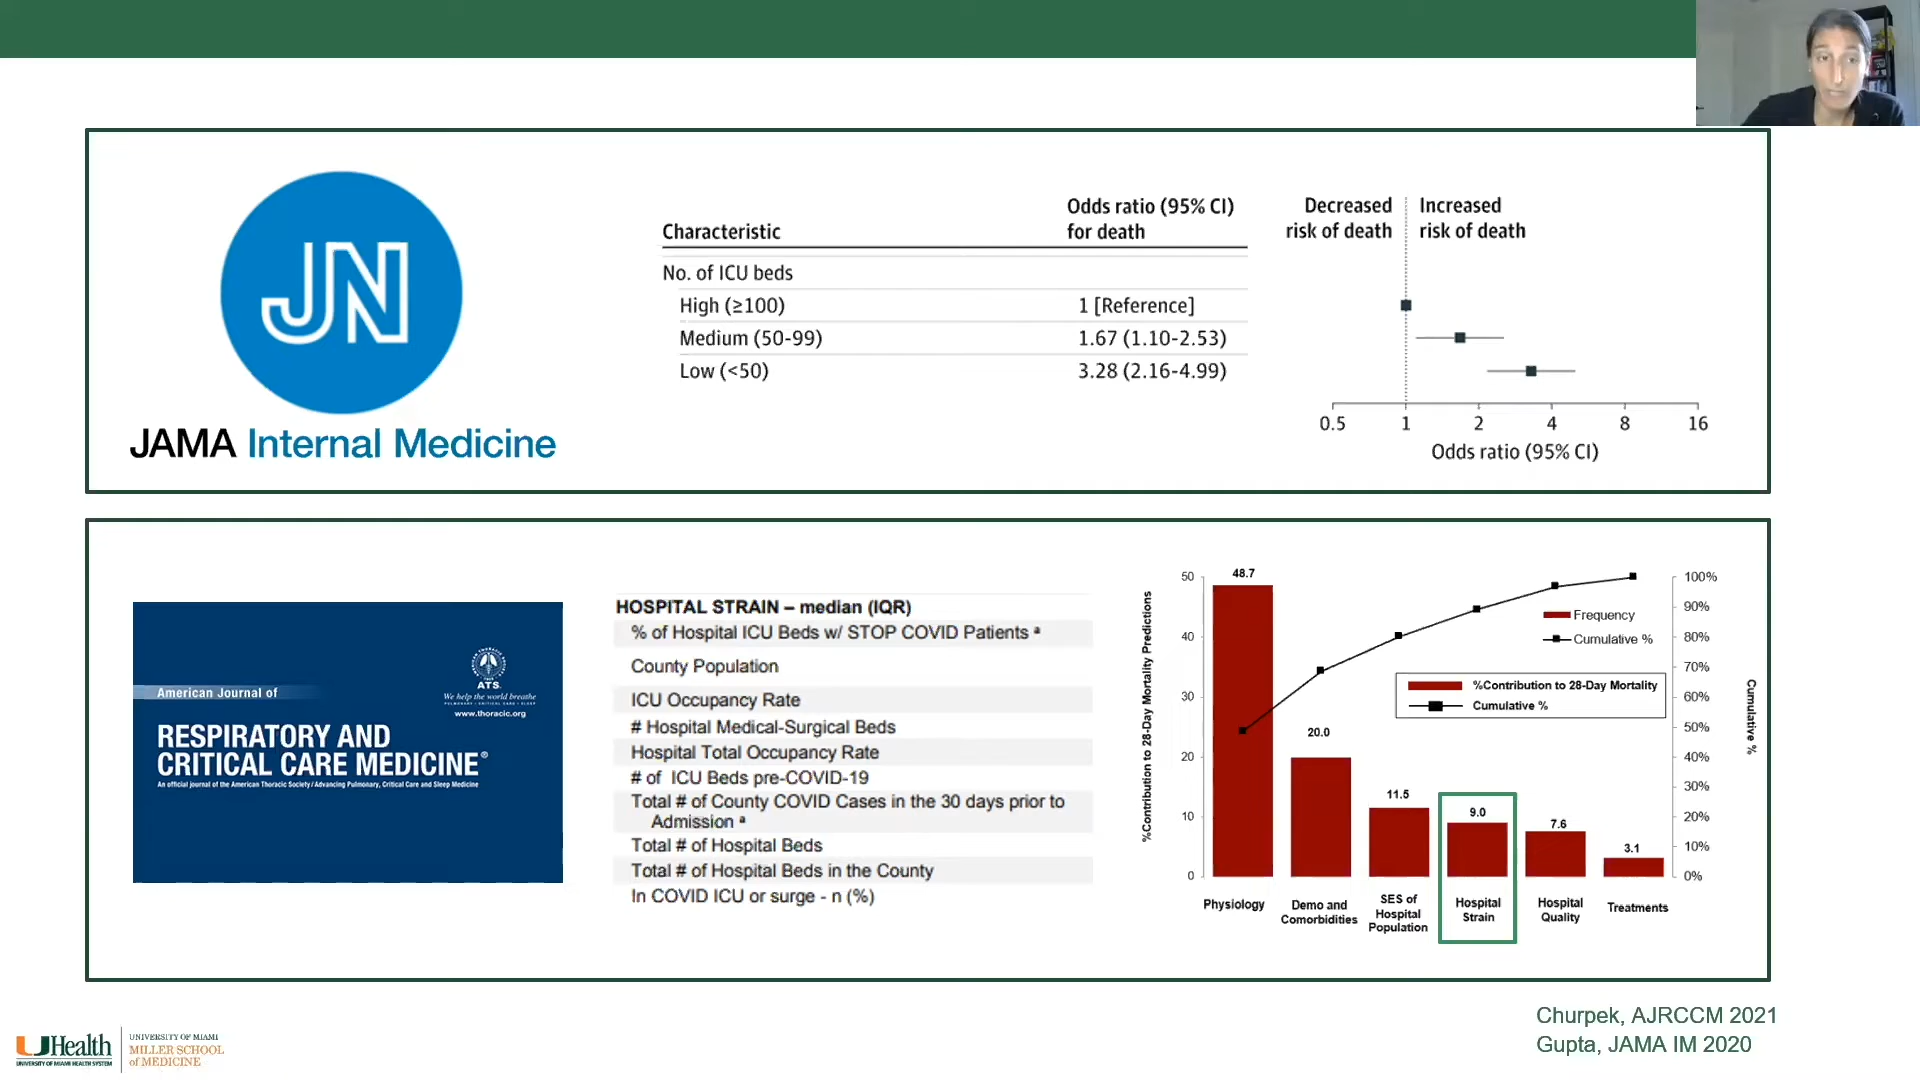 JN
JAMA Internal Medicine
Characteristic
Odds ratio (95% CI)
for death
No. of ICU beds
High (≥100)
1 [Reference]
Medium (50-99)
1.67 (1.10-2.53)
Low (<50)
3.28 (2.16-4.99)
Decreased
risk of death
Increased
risk of death
0.5 1 2 4 8 16
Odds ratio (95% CI)
American Journal of
RESPIRATORY AND
CRITICAL CARE MEDICINE®
An official journal of the American Thoracic Society / Advancing Pulmonary, Critical Care and Sleep Medicine
ATS
We help the world breathe
PULMONARY • CRITICAL CARE • SLEEP
www.thoracic.org
HOSPITAL STRAIN – median (IQR)
% of Hospital ICU Beds w/ STOP COVID Patients ª
County Population
ICU Occupancy Rate
# Hospital Medical-Surgical Beds
Hospital Total Occupancy Rate
# of ICU Beds pre-COVID-19
Total # of County COVID Cases in the 30 days prior to
Admission ª
Total # of Hospital Beds
Total # of Hospital Beds in the County
In COVID ICU or surge - n (%)
%Contribution to 28-Day Mortality Predictions
50
40
30
20
10
0
48.7
20.0
11.5
9.0
7.6
3.1
Frequency
Cumulative %
%Contribution to 28-Day Mortality
Cumulative %
100%
90%
80%
70%
60%
50%
40%
30%
20%
10%
0%
Cumulative %
Physiology
Demo and
Comorbidities
SES of
Hospital
Population
Hospital
Strain
Hospital
Quality
Treatments
Churpek, AJRCCM 2021
Gupta, JAMA IM 2020
UHealth
UNIVERSITY OF MIAMI HEALTH SYSTEM
UNIVERSITY OF MIAMI
MILLER SCHOOL
of MEDICINE